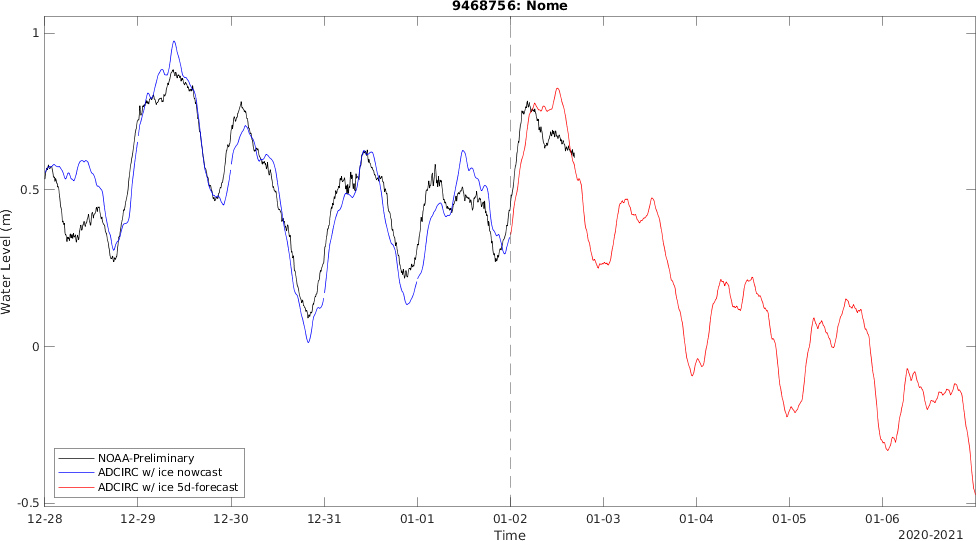 9468756: Nome
Water Level (m)
1
0.5
0
-0.5
NOAA-Preliminary
ADCIRC w/ ice nowcast
ADCIRC w/ ice 5d-forecast
12-28 12-29 12-30 12-31 01-01 01-02 01-03 01-04 01-05 01-06
Time
2020-2021